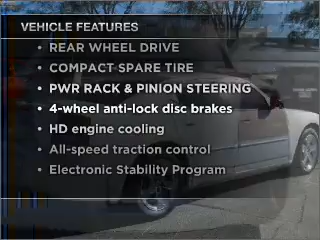 VEHICLE FEATURES
• REAR WHEEL DRIVE
• COMPACT SPARE TIRE
• PWR RACK & PINION STEERING
• 4-wheel anti-lock disc brakes
• HD engine cooling
• All-speed traction control
• Electronic Stability Program